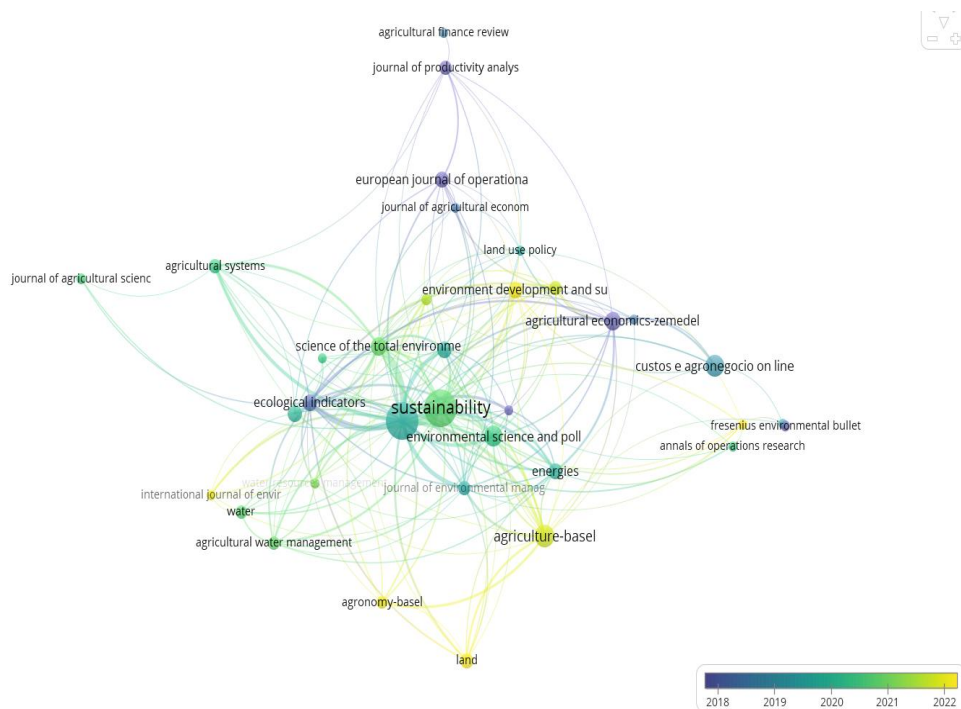 agricultural finance review
journal of productivity analys
european journal of operationa
journal of agricultural econom
land use policy
agricultural systems
journal of agricultural scienc
environment development and su
agricultural economics-zemedel
science of the total environme
custos e agronegocio on line
ecological indicators
sustainability
fresenius environmental bullet
environmental science and poll
annals of operations research
energies
water resources management
journal of environmental manag
international journal of envir
water
agriculture-basel
agricultural water management
agronomy-basel
land
2018 2019 2020 2021 2022